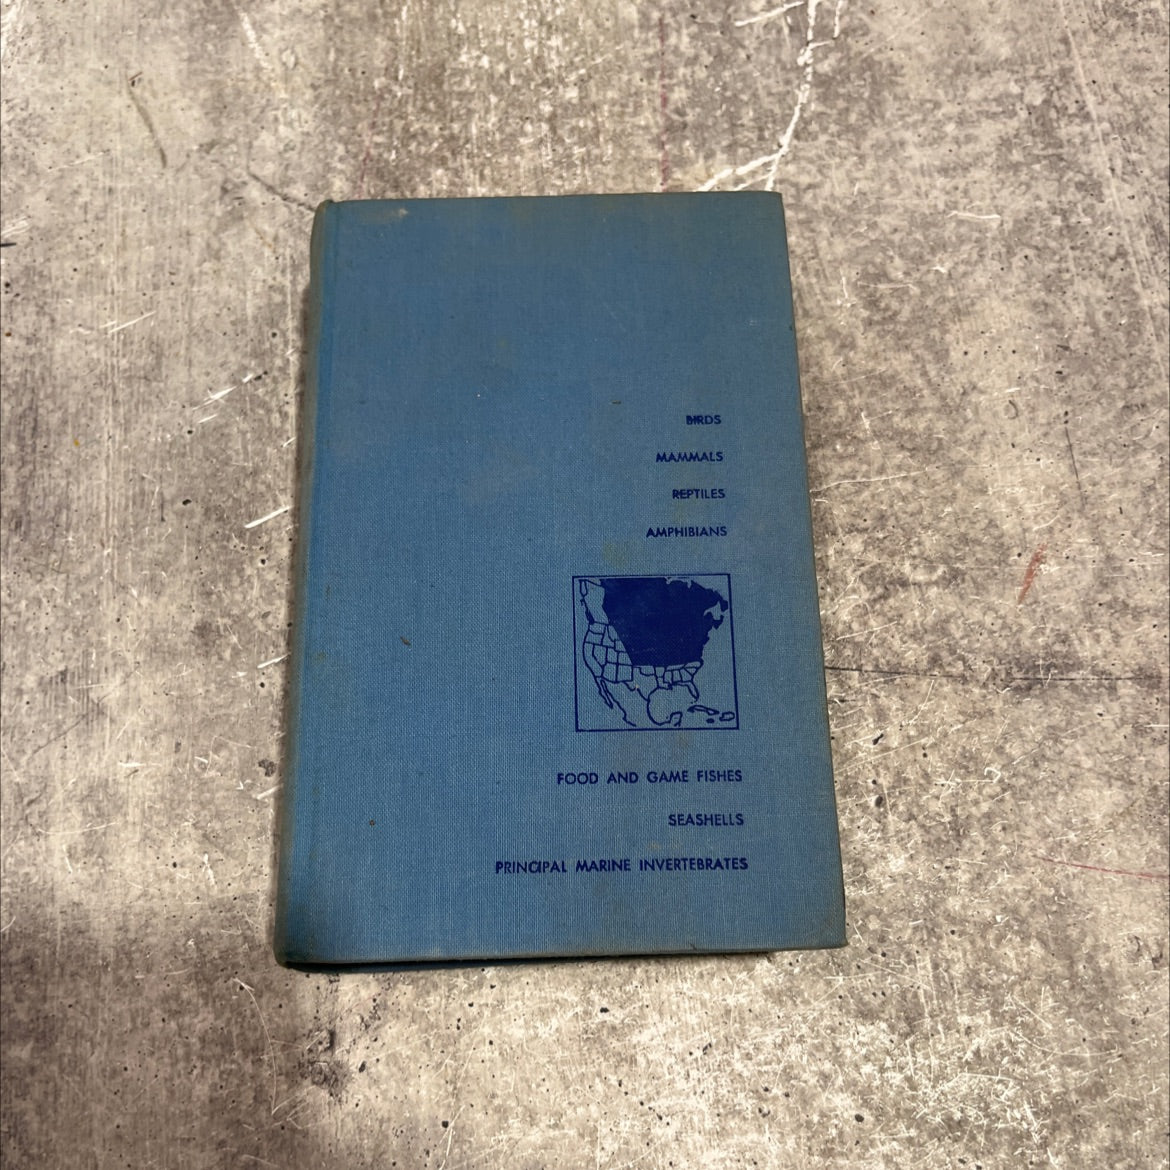 BIRDS
MAMMALS
REPTILES
AMPHIBIANS
FOOD AND GAME FISHES
SEASHELLS
PRINCIPAL MARINE INVERTEBRATES